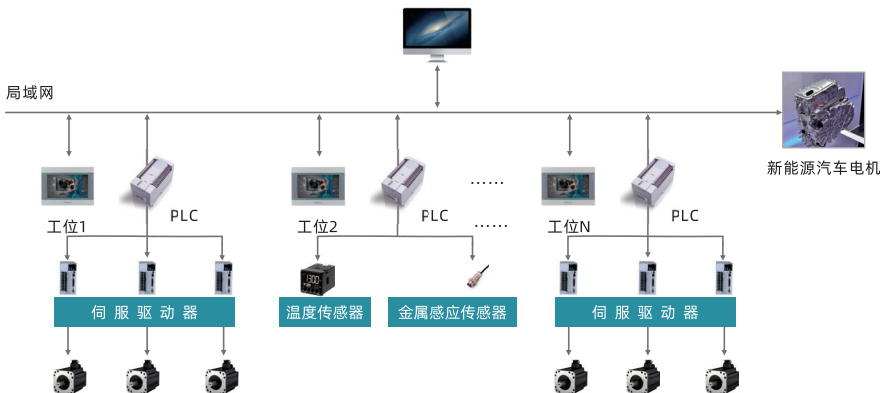 局域网
新能源汽车电机
……
PLC
PLC
PLC
工位1
工位2
……
工位N
1300
伺服驱动器
温度传感器
金属感应传感器
伺服驱动器